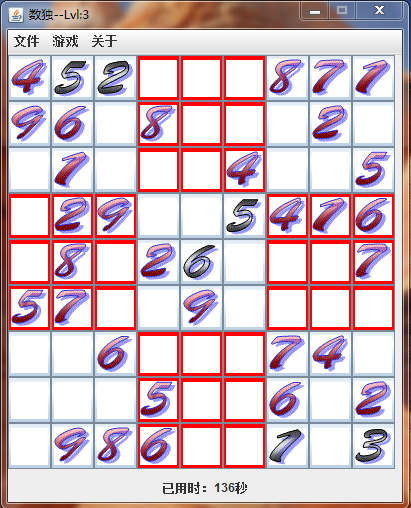 数独--Lvl:3
文件 游戏 关于
4 5 2 8 7 1
9 6 8 2
1 4 5
2 9 5 4 1 6
8 2 6 7
5 7 9
6 7 4
5 6 2
9 8 6 1 3
已用时：136秒